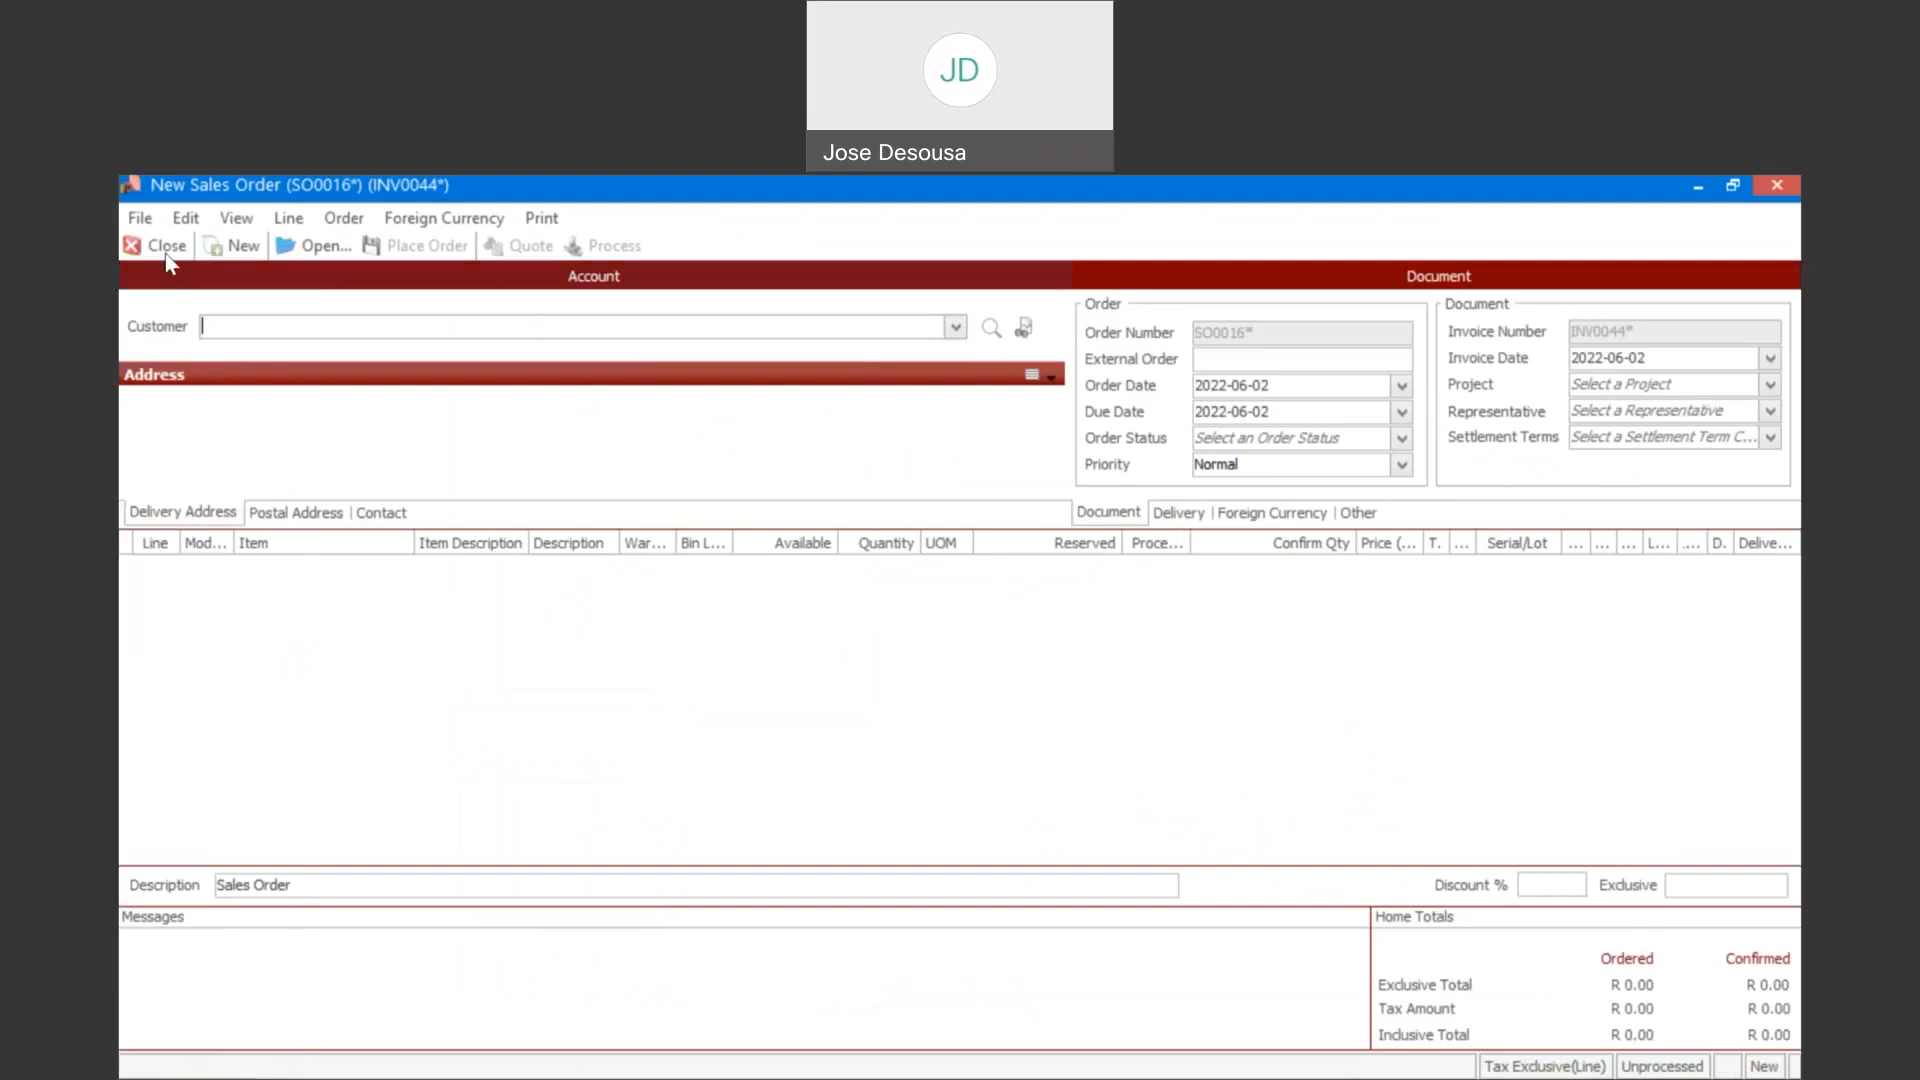 JD
Jose Desousa
New Sales Order (SO0016*) (INV0044*)
File Edit View Line Order Foreign Currency Print
Close New Open... Place Order Quote Process
Account Document
Customer
Address
Order
Order Number SO0016*
External Order
Order Date 2022-06-02
Due Date 2022-06-02
Order Status Select an Order Status
Priority Normal
Document
Invoice Number INV0044*
Invoice Date 2022-06-02
Project Select a Project
Representative Select a Representative
Settlement Terms Select a Settlement Term C...
Delivery Address Postal Address | Contact
Document Delivery | Foreign Currency | Other
Line Mod... Item Item Description Description War... Bin L... Available Quantity UOM Reserved Proce... Confirm Qty Price (... T. ... Serial/Lot ... ... ... L... .... D. Delive...
Description Sales Order Discount % Exclusive
Messages Home Totals
Ordered Confirmed
Exclusive Total R 0.00 R 0.00
Tax Amount R 0.00 R 0.00
Inclusive Total R 0.00 R 0.00
Tax Exclusive(Line) Unprocessed New